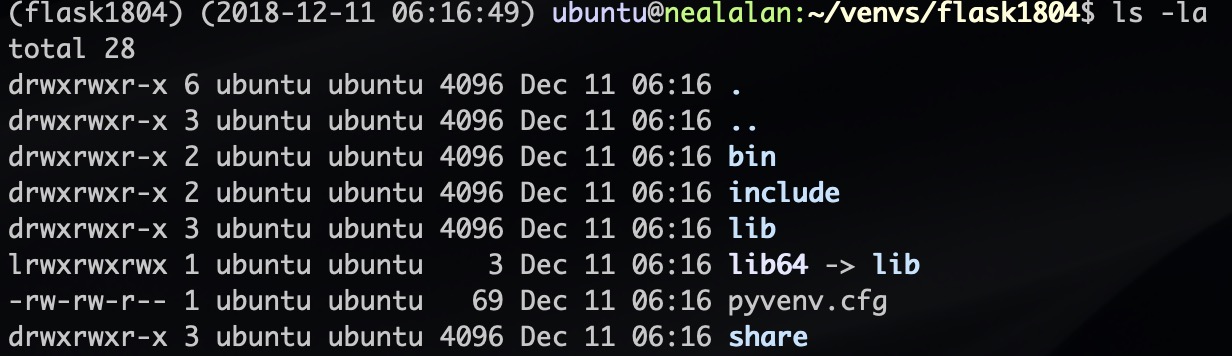 (flask1804) (2018-12-11 06:16:49) ubuntu@nealalan:~/venvs/flask1804$ ls -la
total 28
drwxrwxr-x 6 ubuntu ubuntu 4096 Dec 11 06:16 .
drwxrwxr-x 3 ubuntu ubuntu 4096 Dec 11 06:16 ..
drwxrwxr-x 2 ubuntu ubuntu 4096 Dec 11 06:16 bin
drwxrwxr-x 2 ubuntu ubuntu 4096 Dec 11 06:16 include
drwxrwxr-x 3 ubuntu ubuntu 4096 Dec 11 06:16 lib
lrwxrwxrwx 1 ubuntu ubuntu    3 Dec 11 06:16 lib64 -> lib
-rw-rw-r-- 1 ubuntu ubuntu   69 Dec 11 06:16 pyvenv.cfg
drwxrwxr-x 3 ubuntu ubuntu 4096 Dec 11 06:16 share